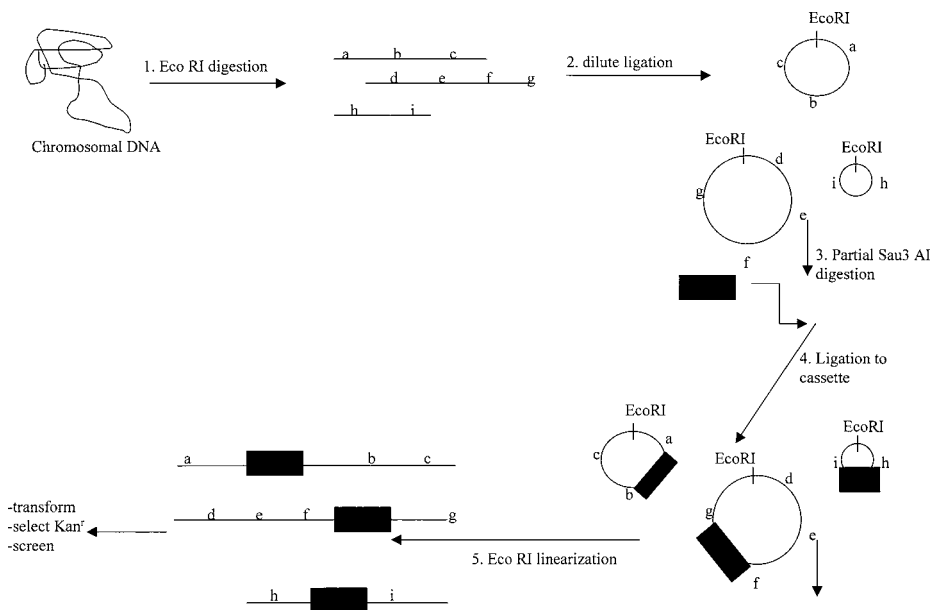 EcoRI
a
c
b
1. Eco RI digestion
a b c
d e f g
h i
2. dilute ligation
Chromosomal DNA
EcoRI
d
g
e
f
EcoRI
i h
3. Partial Sau3 AI
digestion
4. Ligation to
cassette
EcoRI
a
c
b
EcoRI
d
g
e
f
EcoRI
i h
a b c
d e f g
h i
5. Eco RI linearization
-transform
-select Kanr
-screen